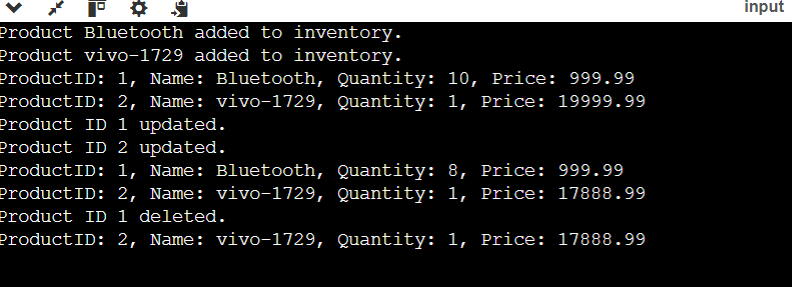 input
Product Bluetooth added to inventory.
Product vivo-1729 added to inventory.
ProductID: 1, Name: Bluetooth, Quantity: 10, Price: 999.99
ProductID: 2, Name: vivo-1729, Quantity: 1, Price: 19999.99
Product ID 1 updated.
Product ID 2 updated.
ProductID: 1, Name: Bluetooth, Quantity: 8, Price: 999.99
ProductID: 2, Name: vivo-1729, Quantity: 1, Price: 17888.99
Product ID 1 deleted.
ProductID: 2, Name: vivo-1729, Quantity: 1, Price: 17888.99